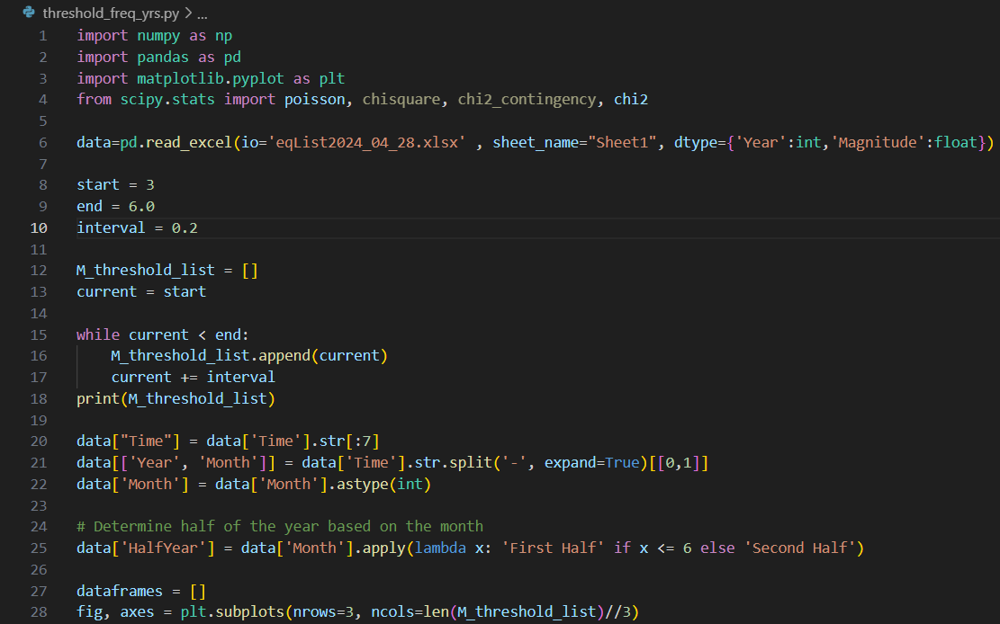 threshold_freq_yrs.py > ...
1 import numpy as np
2 import pandas as pd
3 import matplotlib.pyplot as plt
4 from scipy.stats import poisson, chisquare, chi2_contingency, chi2
5
6 data=pd.read_excel(io='eqList2024_04_28.xlsx' , sheet_name="Sheet1", dtype={'Year':int,'Magnitude':float})
7
8 start = 3
9 end = 6.0
10 interval = 0.2
11
12 M_threshold_list = []
13 current = start
14
15 while current < end:
16     M_threshold_list.append(current)
17     current += interval
18 print(M_threshold_list)
19
20 data["Time"] = data['Time'].str[:7]
21 data[['Year', 'Month']] = data['Time'].str.split('-', expand=True)[[0,1]]
22 data['Month'] = data['Month'].astype(int)
23
24 # Determine half of the year based on the month
25 data['HalfYear'] = data['Month'].apply(lambda x: 'First Half' if x <= 6 else 'Second Half')
26
27 dataframes = []
28 fig, axes = plt.subplots(nrows=3, ncols=len(M_threshold_list)//3)